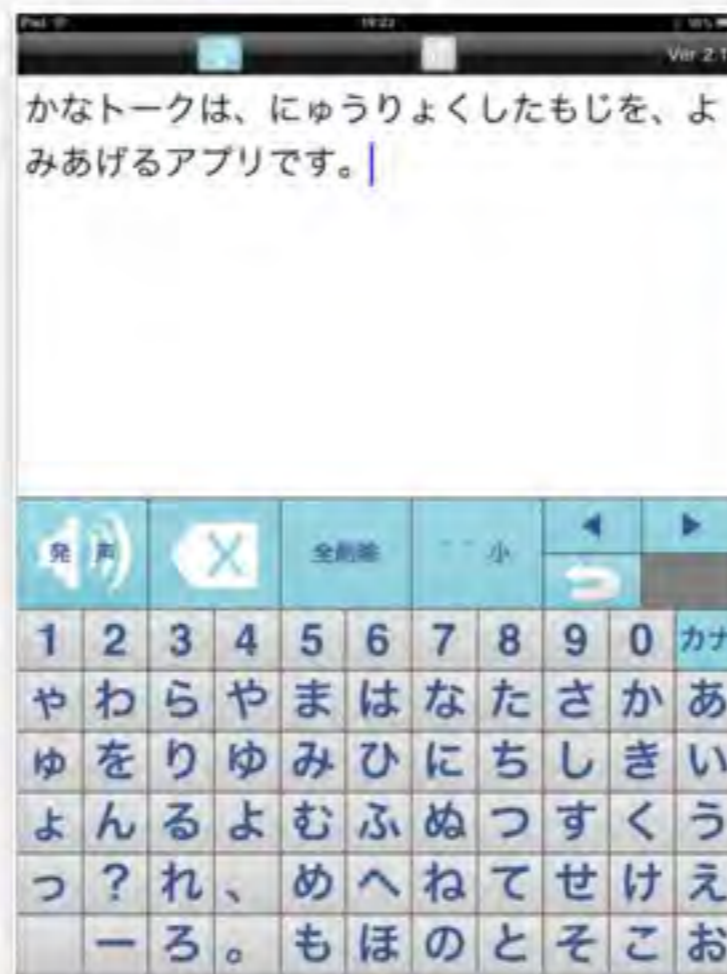 iPad 19:22
Ver 2.1
かなトークは、にゅうりょくしたもじを、よ
みあげるアプリです。
発声 X 全削除 小 ◀ ▶
1 2 3 4 5 6 7 8 9 0 カナ
ゃ わ ら や ま は な た さ か あ
ゅ を り ゆ み ひ に ち し き い
ょ ん る よ む ふ ぬ つ す く う
っ ? れ 、 め へ ね て せ け え
ー ろ 。 も ほ の と そ こ お